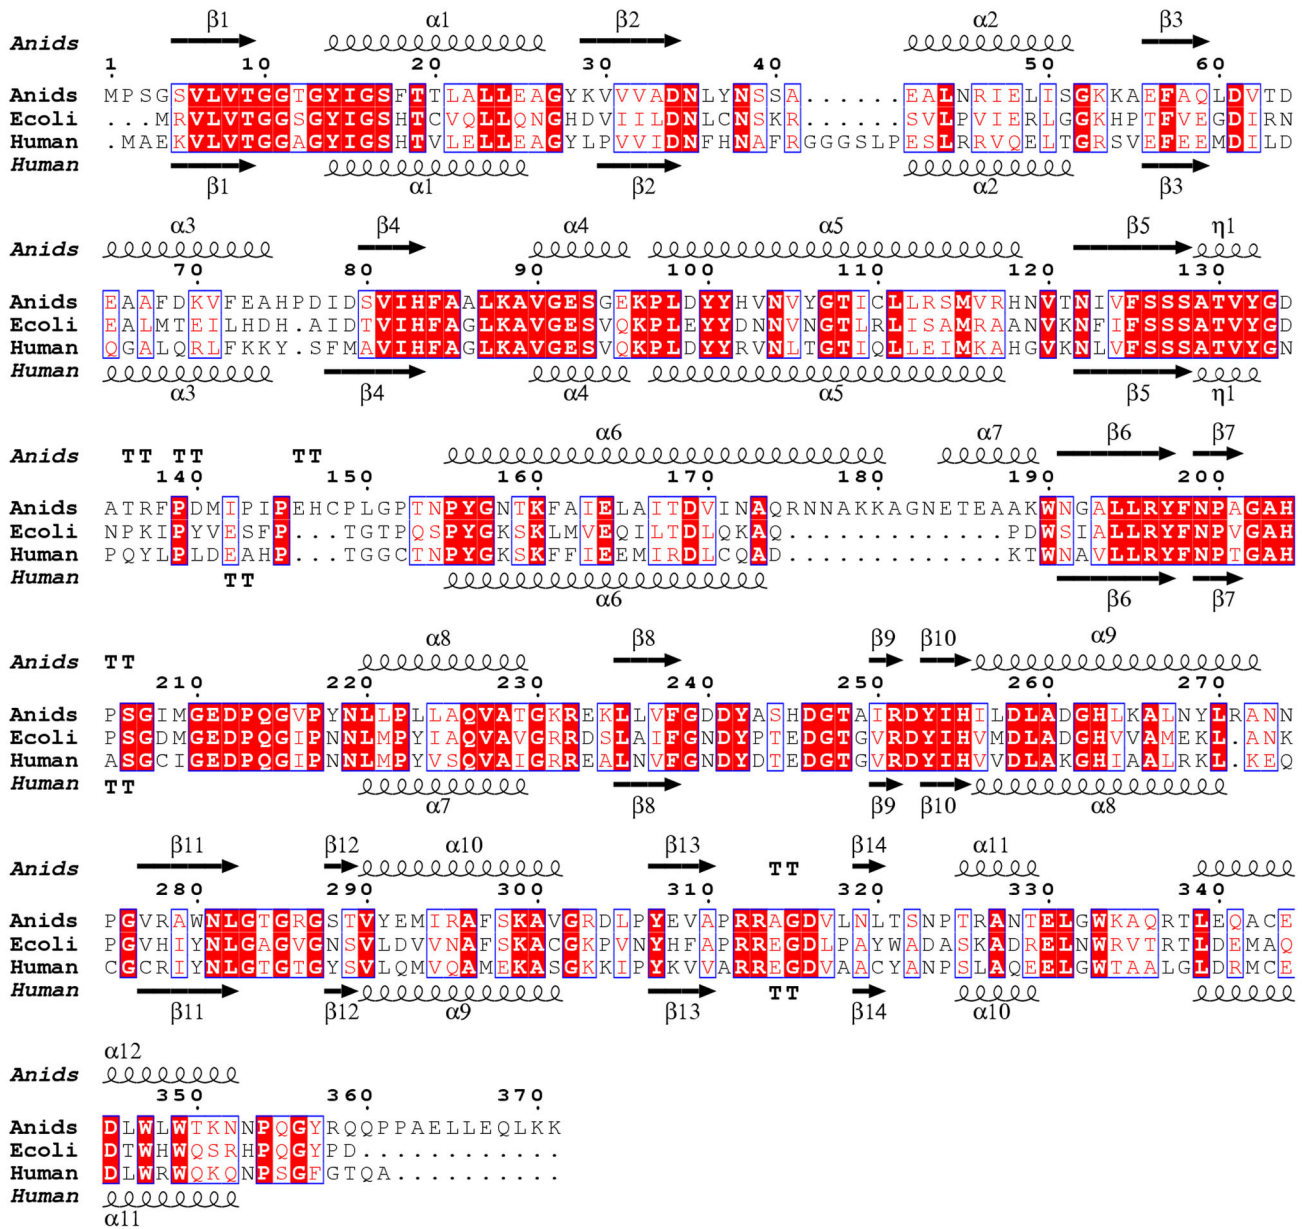 β1 α1 β2 α2 β3
Anids
1 10 20 30 40 50 60
Anids MPSGSVLVTGGTGYIGSFTTLALLEAGYKVVVADNLYNSSA......EALNRIELISGKKAEFAQLDVTD
Ecoli ...MRVLVTGGSGYIGSHTCVQLLQNGHDVIILDNLCNSKR......SVLPVIERLGGKHPTFVEGDIRN
Human .MAEKVLVTGGAGYIGSHTVLELLEAGYLPVVIDNFHNAFRGGGSLPESLRRVQELTGRSVEFEEMDILD
Human
β1 α1 β2 α2 β3
α3 β4 α4 α5 β5 η1
Anids
70 80 90 100 110 120 130
Anids EAAFDKVFEAHPDIDSVIHFAALKAVGESGEKPLDYYHVNVYGTICLLRSMVRHNVTNIVFSSSATVYGD
Ecoli EALMTEILHDH.AIDTVIHFAGLKAVGESVQKPLEYYDNNVNGTLRLISAMRAANVKNFIFSSSATVYGD
Human QGALQRLFKKY.SFMAVIHFAGLKAVGESVQKPLDYYRVNLTGTIQLLEIMKAHGVKNLVFSSSATVYGN
Human
α3 β4 α4 α5 β5 η1
α6 α7 β6 β7
Anids TT TT TT
140 150 160 170 180 190 200
Anids ATRFPDMIPIPEHCPLGPTNPYGNTKFAIELAITDVINAQRNNAKKAGNETEAAKWNGALLRYFNPAGAH
Ecoli NPKIPYVESFP...TGTPQSPYGKSKLMVEQILTDLQKAQ.............PDWSIALLRYFNPVGAH
Human PQYLPLDEAHP...TGGCTNPYGKSKFFIEEMIRDLCQAD.............KTWNAVLLRYFNPTGAH
Human TT
α6 β6 β7
α8 β8 β9 β10 α9
Anids TT
210 220 230 240 250 260 270
Anids PSGIMGEDPQGVPYNLLPLLAQVATGKREKLLVFGDDYASHDGTAIRDYIHILDLADGHLKALNYLRANN
Ecoli PSGDMGEDPQGIPNNLMPYIAQVAVGRRDSLAIFGNDYPTEDGTGVRDYIHVMDLADGHVVAMEKL.ANK
Human ASGCIGEDPQGIPNNLMPYVSQVAIGRREALNVFGNDYDTEDGTGVRDYIHVVDLAKGHIAALRKL.KEQ
Human TT
α7 β8 β9 β10 α8
β11 β12 α10 β13 β14 α11
Anids TT
280 290 300 310 320 330 340
Anids PGVRAWNLGTGRGSTVYEMIRAFSKAVGRDLPYEVAPRRAGDVLNLTSNPTRANTELGWKAQRTLEQACE
Ecoli PGVHIYNLGAGVGNSVLDVVNAFSKACGKPVNYHFAPRREGDLPAYWADASKADRELNWRVTRTLDEMAQ
Human CGCRIYNLGTGTGYSVLQMVQAMEKASGKKIPYKVVARREGDVAACYANPSLAQEELGWTAALGLDRMCE
Human TT
β11 β12 α9 β13 β14 α10
α12
Anids
350 360 370
Anids DLWLWTKNNPQGYRQQPPAELLEQLKK
Ecoli DTWHWQSRHPQGYPD............
Human DLWRWQKQNPSGFGTQA..........
Human
α11